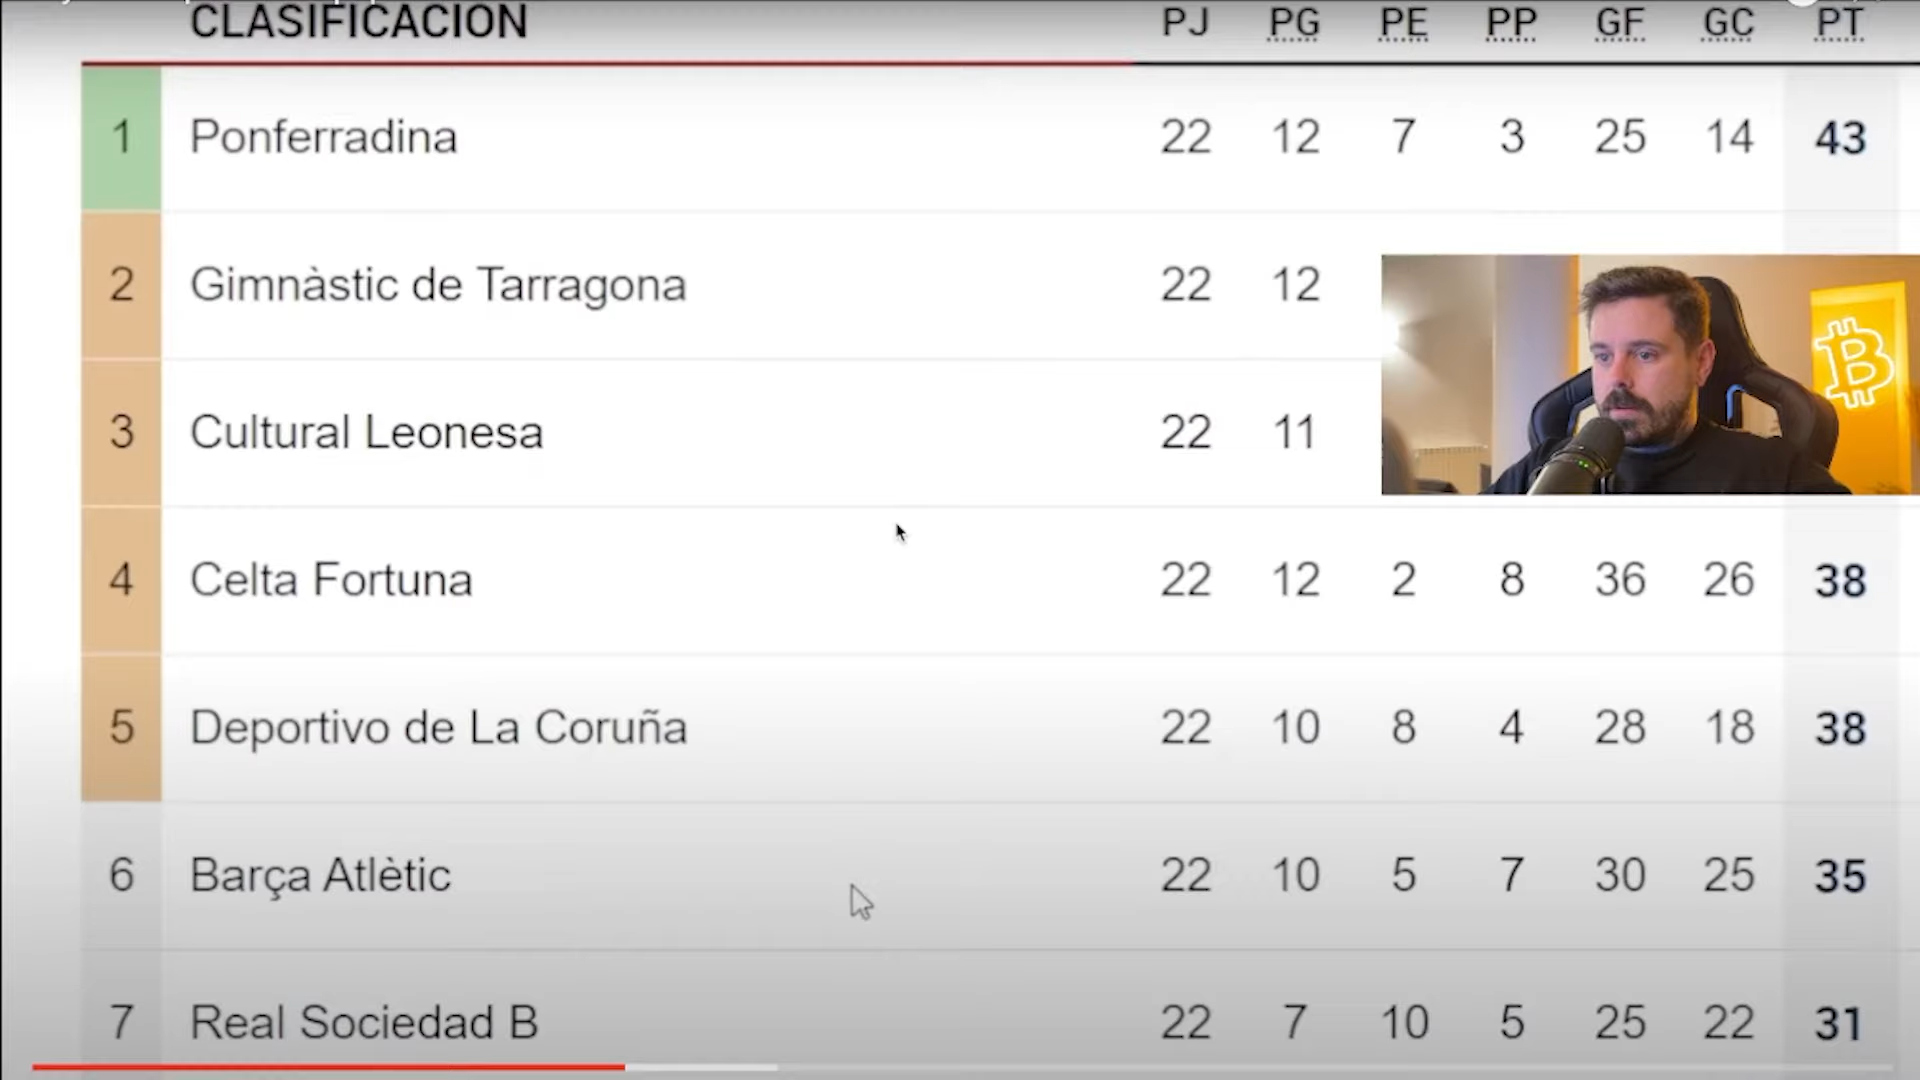 CLASIFICACIÓN PJ PG PE PP GF GC PT
1 Ponferradina 22 12 7 3 25 14 43
2 Gimnàstic de Tarragona 22 12
3 Cultural Leonesa 22 11
4 Celta Fortuna 22 12 2 8 36 26 38
5 Deportivo de La Coruña 22 10 8 4 28 18 38
6 Barça Atlètic 22 10 5 7 30 25 35
7 Real Sociedad B 22 7 10 5 25 22 31